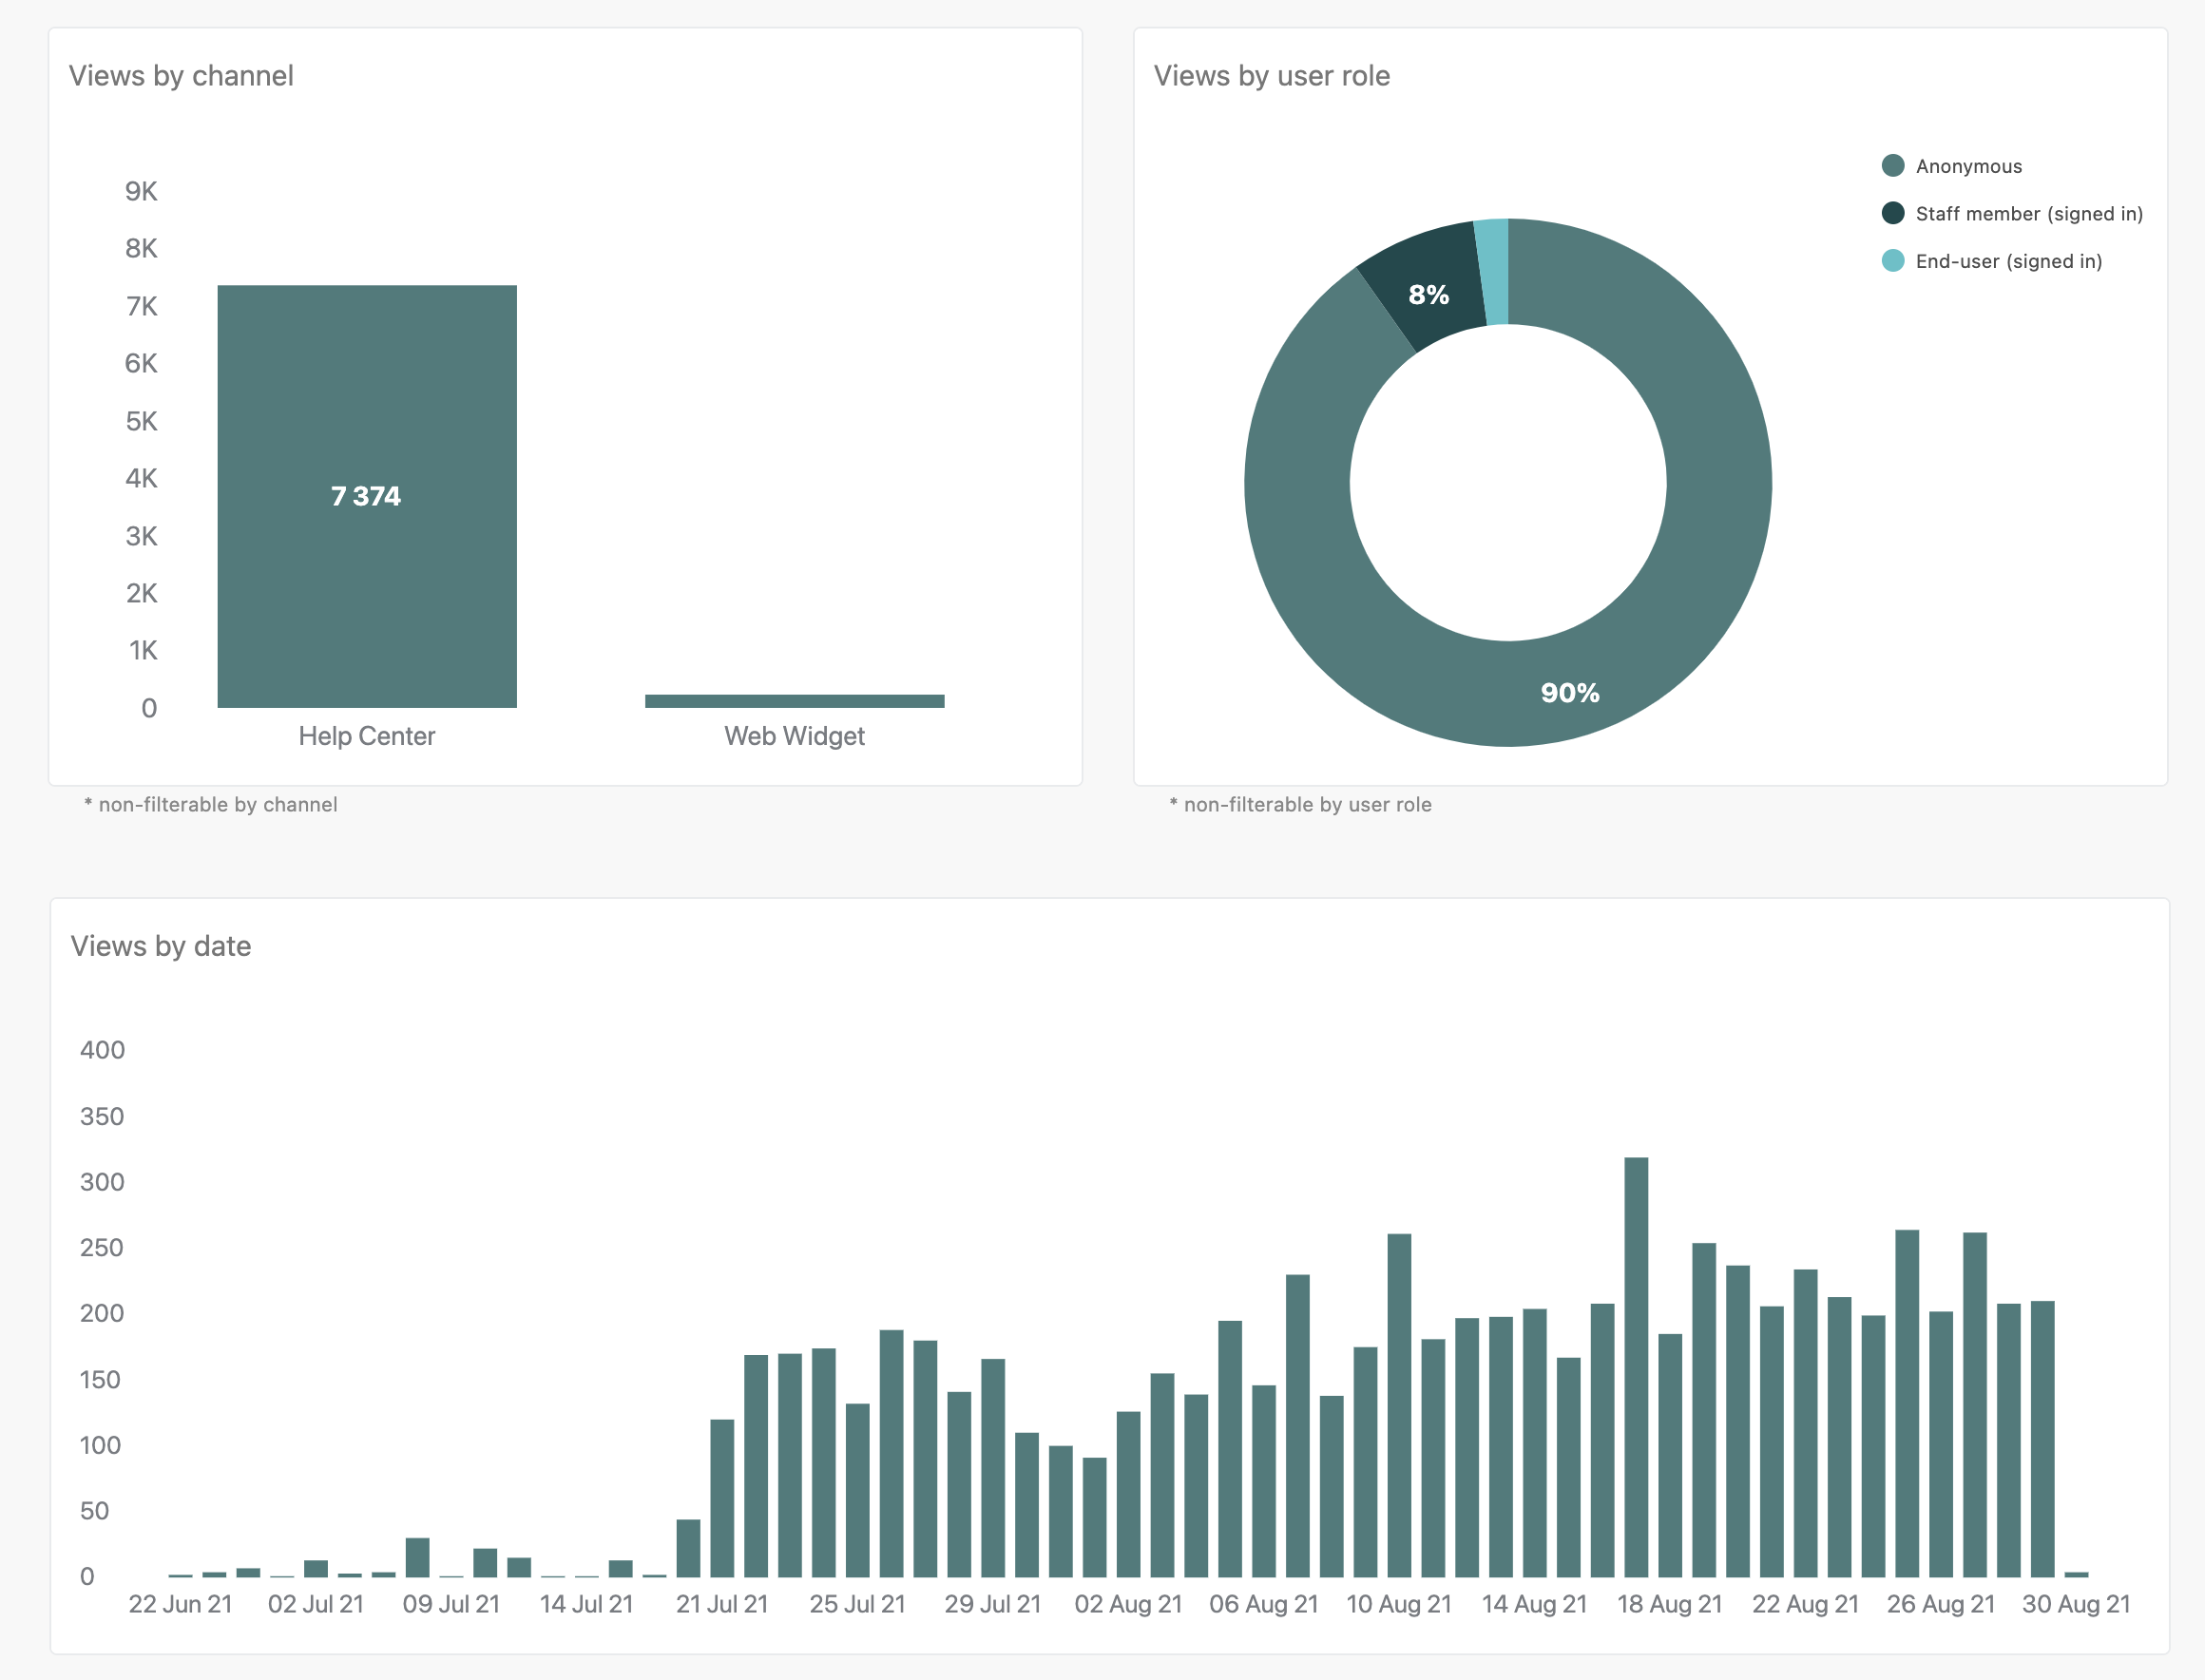 Views by channel
9K
8K
7K
6K
5K
4K
3K
2K
1K
0
7 374
Help Center
Web Widget
* non-filterable by channel
Views by user role
Anonymous
Staff member (signed in)
End-user (signed in)
8%
90%
* non-filterable by user role
Views by date
400
350
300
250
200
150
100
50
0
22 Jun 21
02 Jul 21
09 Jul 21
14 Jul 21
21 Jul 21
25 Jul 21
29 Jul 21
02 Aug 21
06 Aug 21
10 Aug 21
14 Aug 21
18 Aug 21
22 Aug 21
26 Aug 21
30 Aug 21